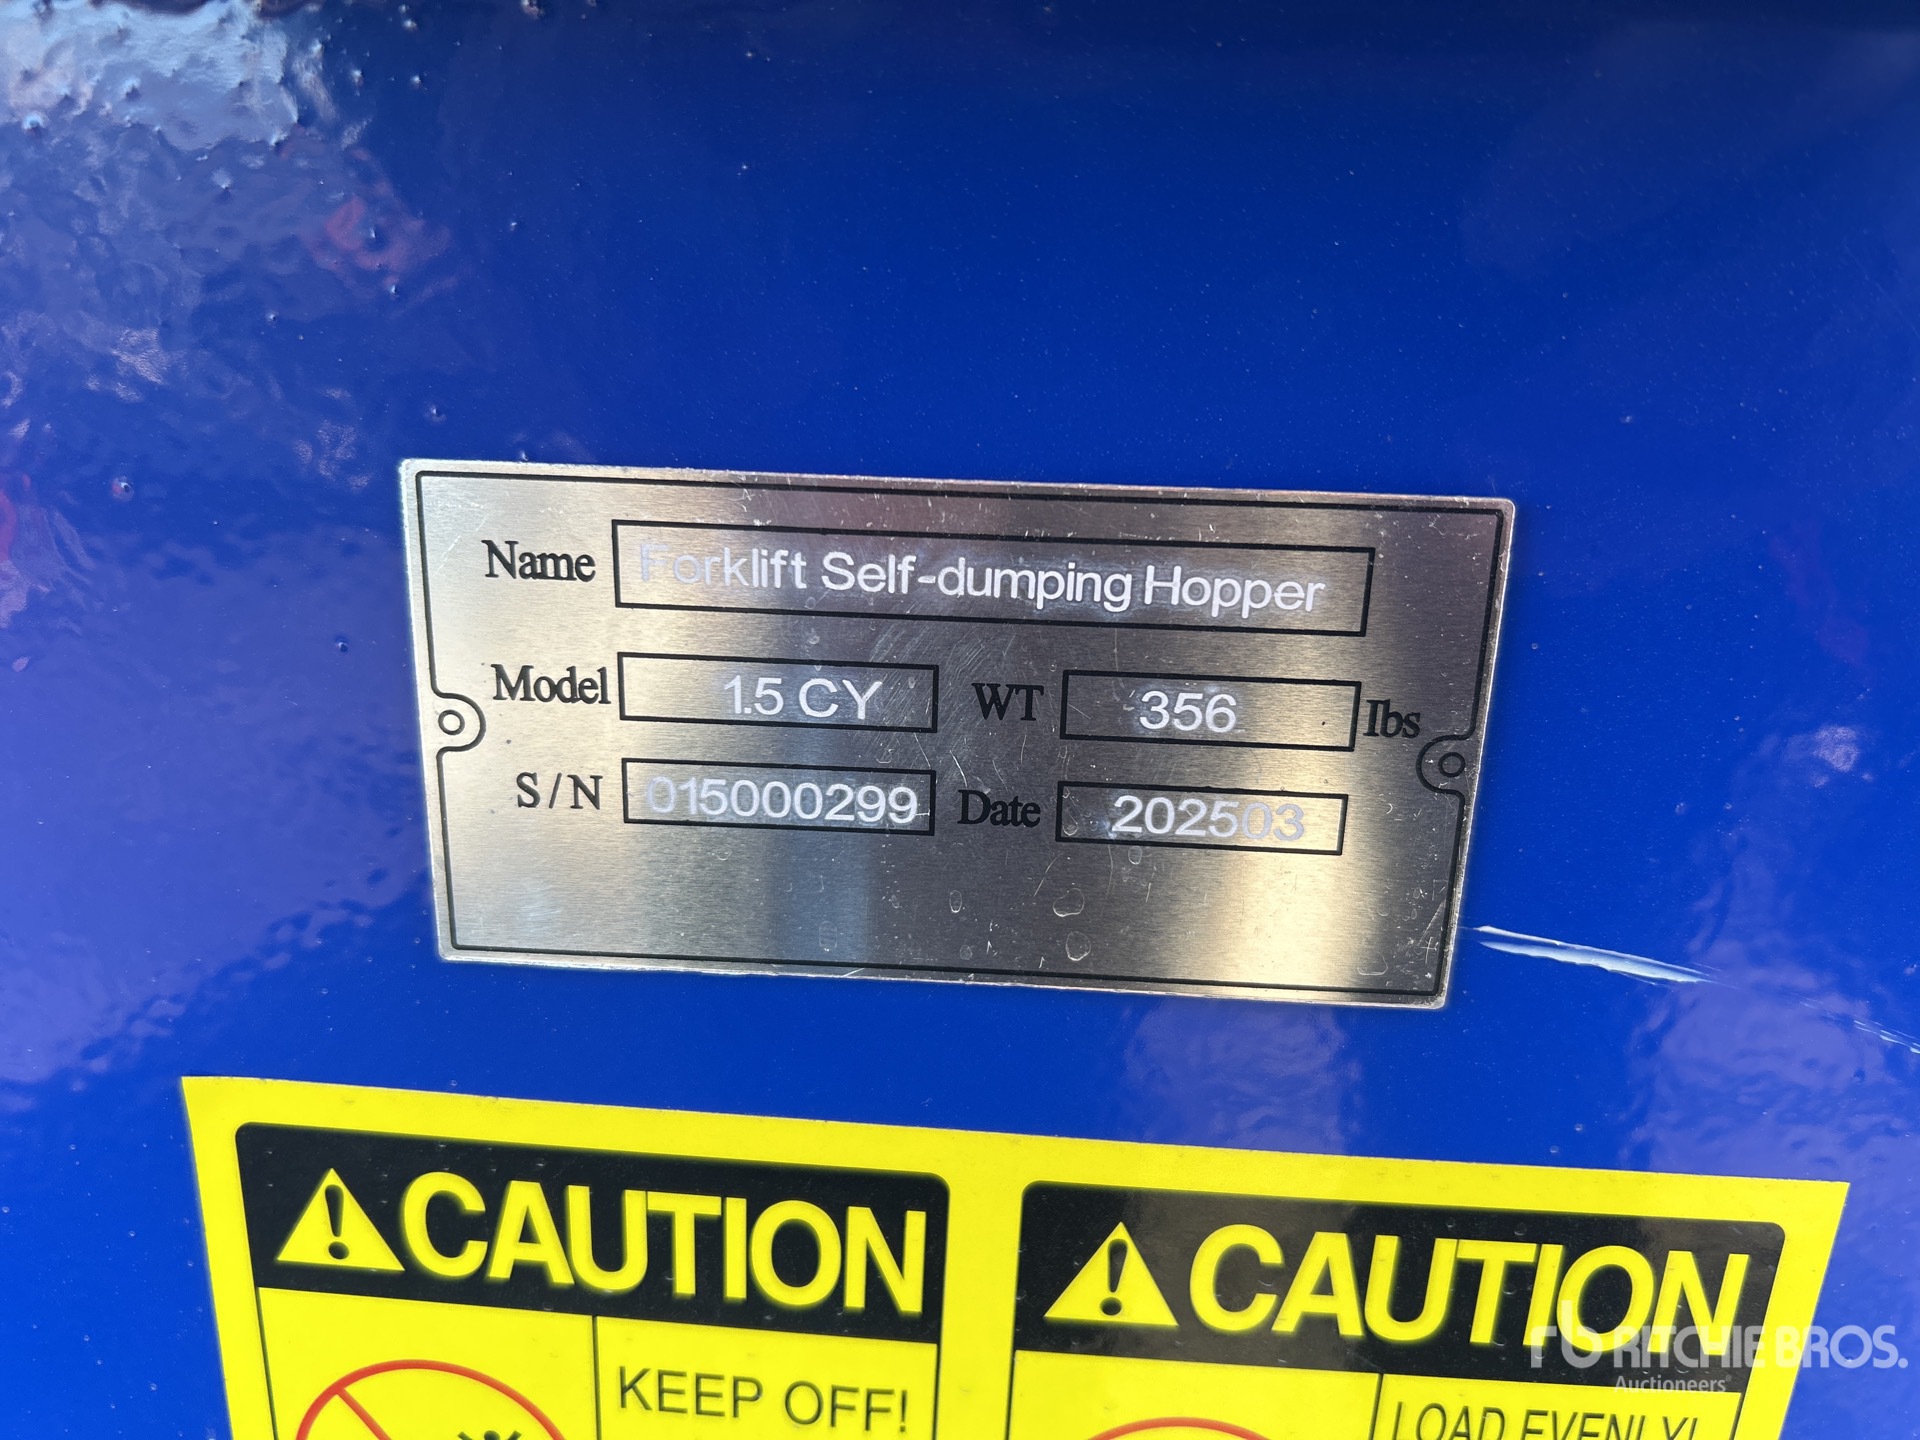 Name Forklift Self-dumping Hopper
Model 1.5 CY WT 356 Ibs
S/N 015000299 Date 202503
CAUTION CAUTION
KEEP OFF! LOAD EVENLY!
RITCHIE BROS.
Auctioneers